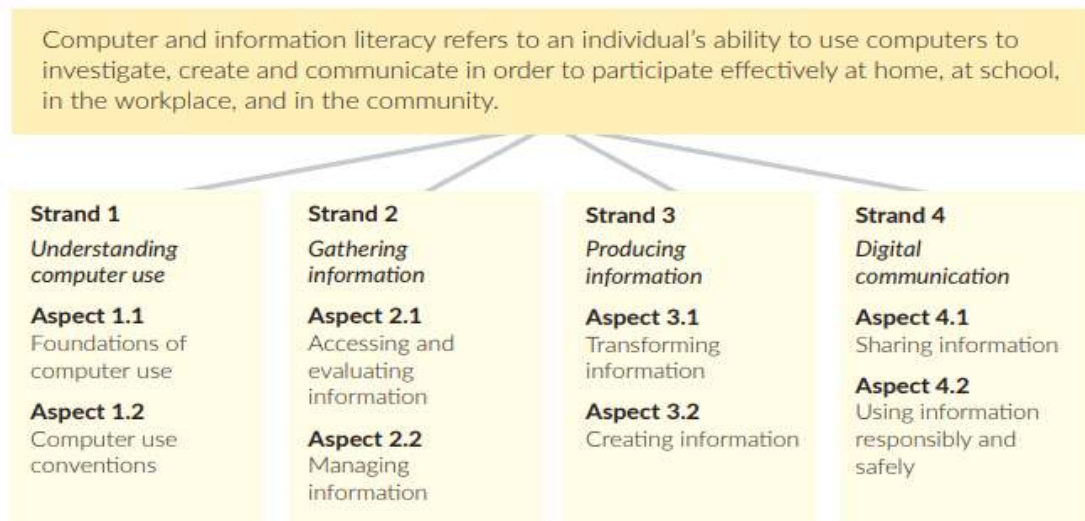 Computer and information literacy refers to an individual's ability to use computers to
investigate, create and communicate in order to participate effectively at home, at school,
in the workplace, and in the community.
Strand 1
Understanding
computer use
Aspect 1.1
Foundations of
computer use
Aspect 1.2
Computer use
conventions
Strand 2
Gathering
information
Aspect 2.1
Accessing and
evaluating
information
Aspect 2.2
Managing
information
Strand 3
Producing
information
Aspect 3.1
Transforming
information
Aspect 3.2
Creating information
Strand 4
Digital
communication
Aspect 4.1
Sharing information
Aspect 4.2
Using information
responsibly and
safely